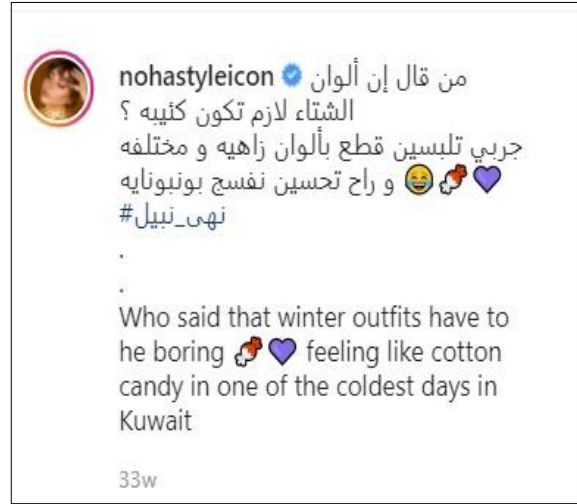 nohastyleicon من قال إن ألوان
الشتاء لازم تكون كئيبه ؟
جربي تلبسين قطع بألوان زاهيه و مختلفه
💜🍬😂 و راح تحسين نفسج بونبونايه
#نهى_نبيل
.
.
Who said that winter outfits have to
he boring 🍬💜 feeling like cotton
candy in one of the coldest days in
Kuwait
33w